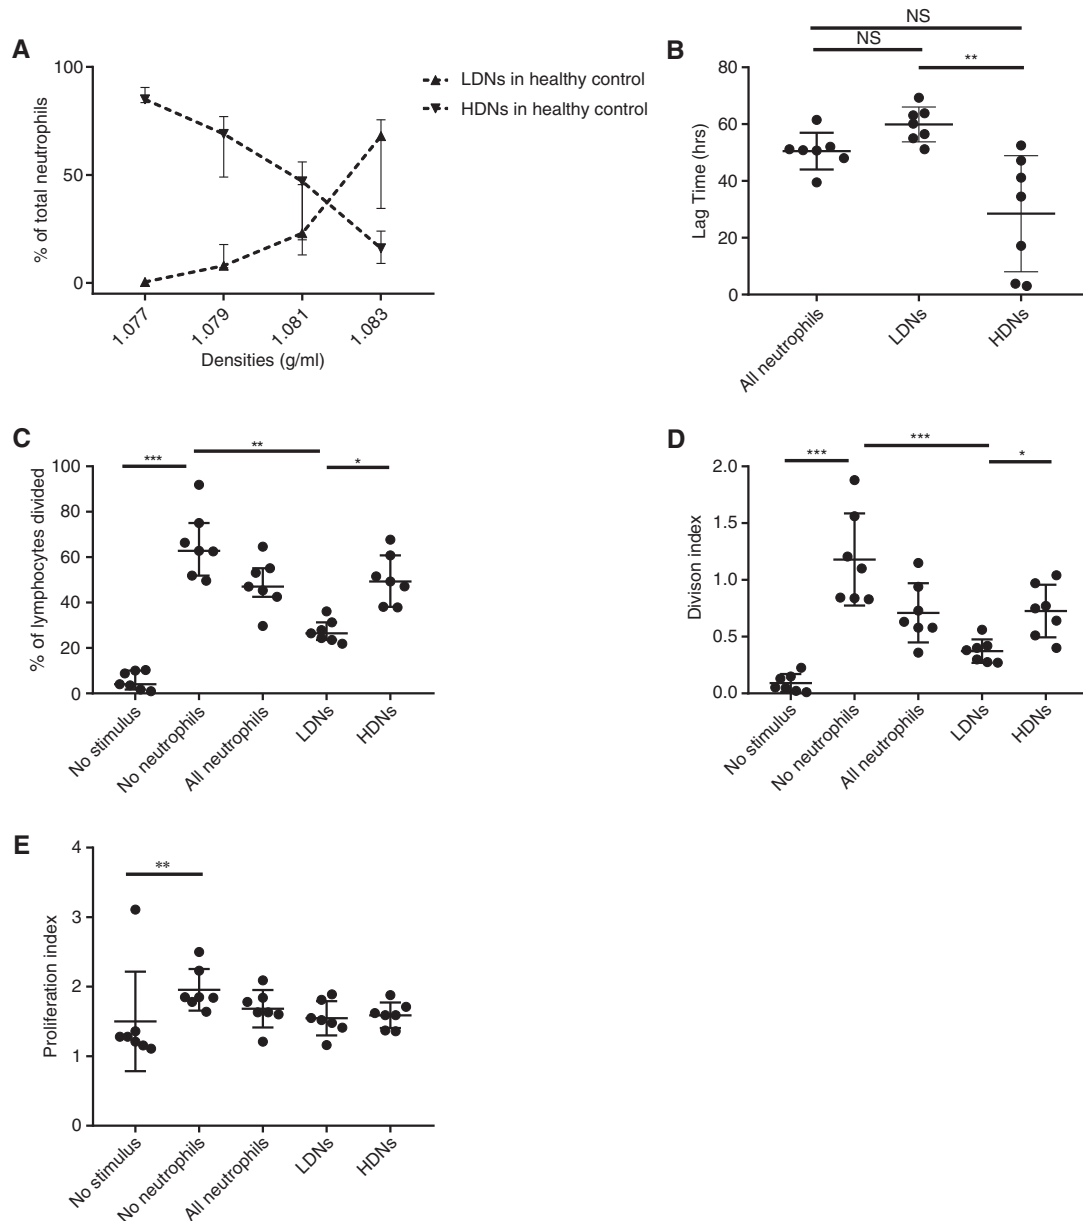 A
% of total neutrophils
100
50
0
1.077
1.079
1.081
1.083
Densities (g/ml)
LDNs in healthy control
HDNs in healthy control
B
NS
NS
**
Lag Time (hrs)
80
60
40
20
0
All neutrophils
LDNs
HDNs
C
***
**
*
% of lymphocytes divided
100
80
60
40
20
0
No stimulus
No neutrophils
All neutrophils
LDNs
HDNs
D
***
***
*
Divison index
2.0
1.5
1.0
0.5
0.0
No stimulus
No neutrophils
All neutrophils
LDNs
HDNs
E
**
Proliferation index
4
3
2
1
0
No stimulus
No neutrophils
All neutrophils
LDNs
HDNs